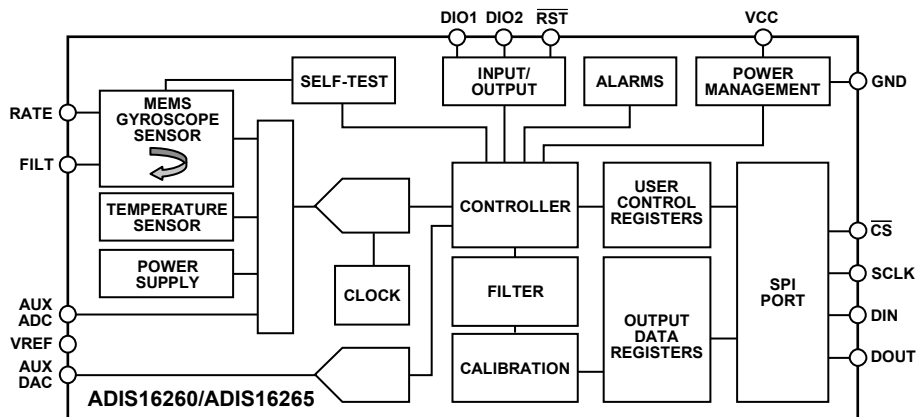 DIO1 DIO2 RST VCC
SELF-TEST
INPUT/
OUTPUT
ALARMS
POWER
MANAGEMENT
GND
RATE
MEMS
GYROSCOPE
SENSOR
FILT
TEMPERATURE
SENSOR
POWER
SUPPLY
CLOCK
CONTROLLER
USER
CONTROL
REGISTERS
FILTER
CALIBRATION
OUTPUT
DATA
REGISTERS
SPI
PORT
CS
SCLK
DIN
DOUT
AUX
ADC
VREF
AUX
DAC
ADIS16260/ADIS16265